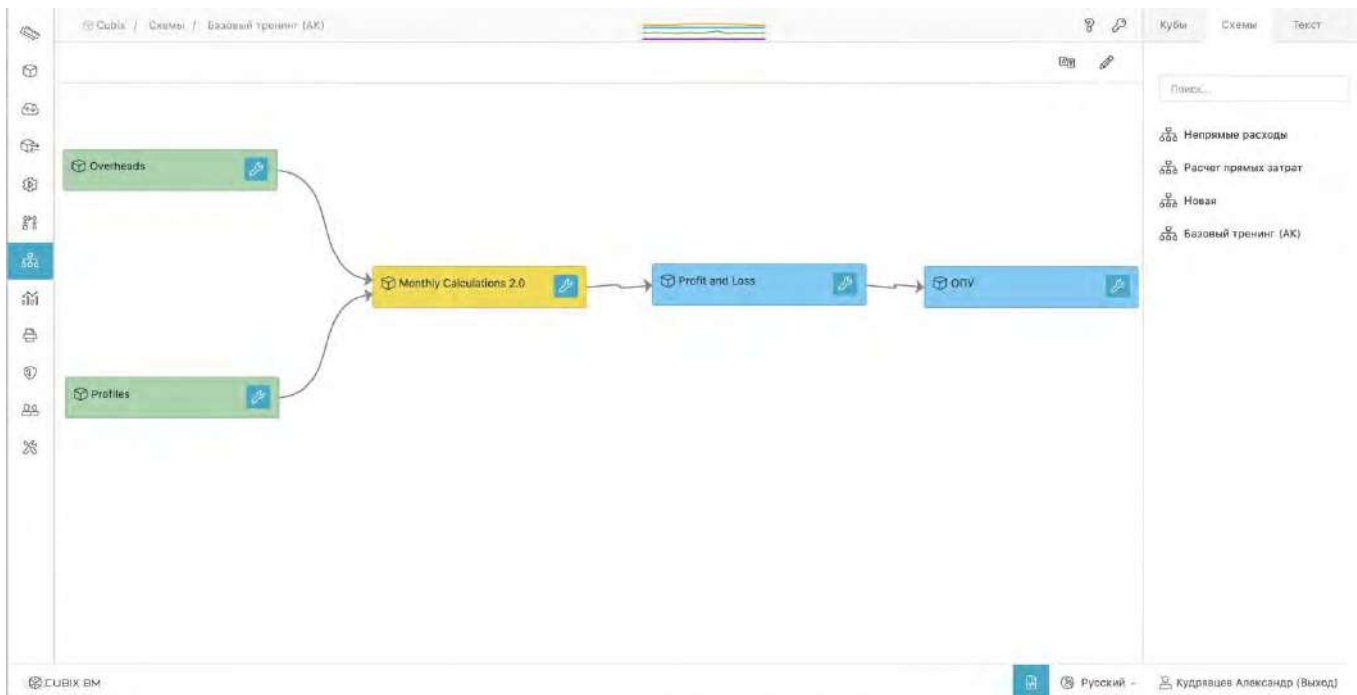 Cubix / Схемы / Базовый тренинг (АК)
Кубы
Схемы
Текст
Поиск...
Непрямые расходы
Расчет прямых затрат
Новая
Базовый тренинг (АК)
Overheads
Monthly Calculations 2.0
Profit and Loss
ОПУ
Profiles
CUBIX BM
Русский
Кудрявцев Александр (Выход)